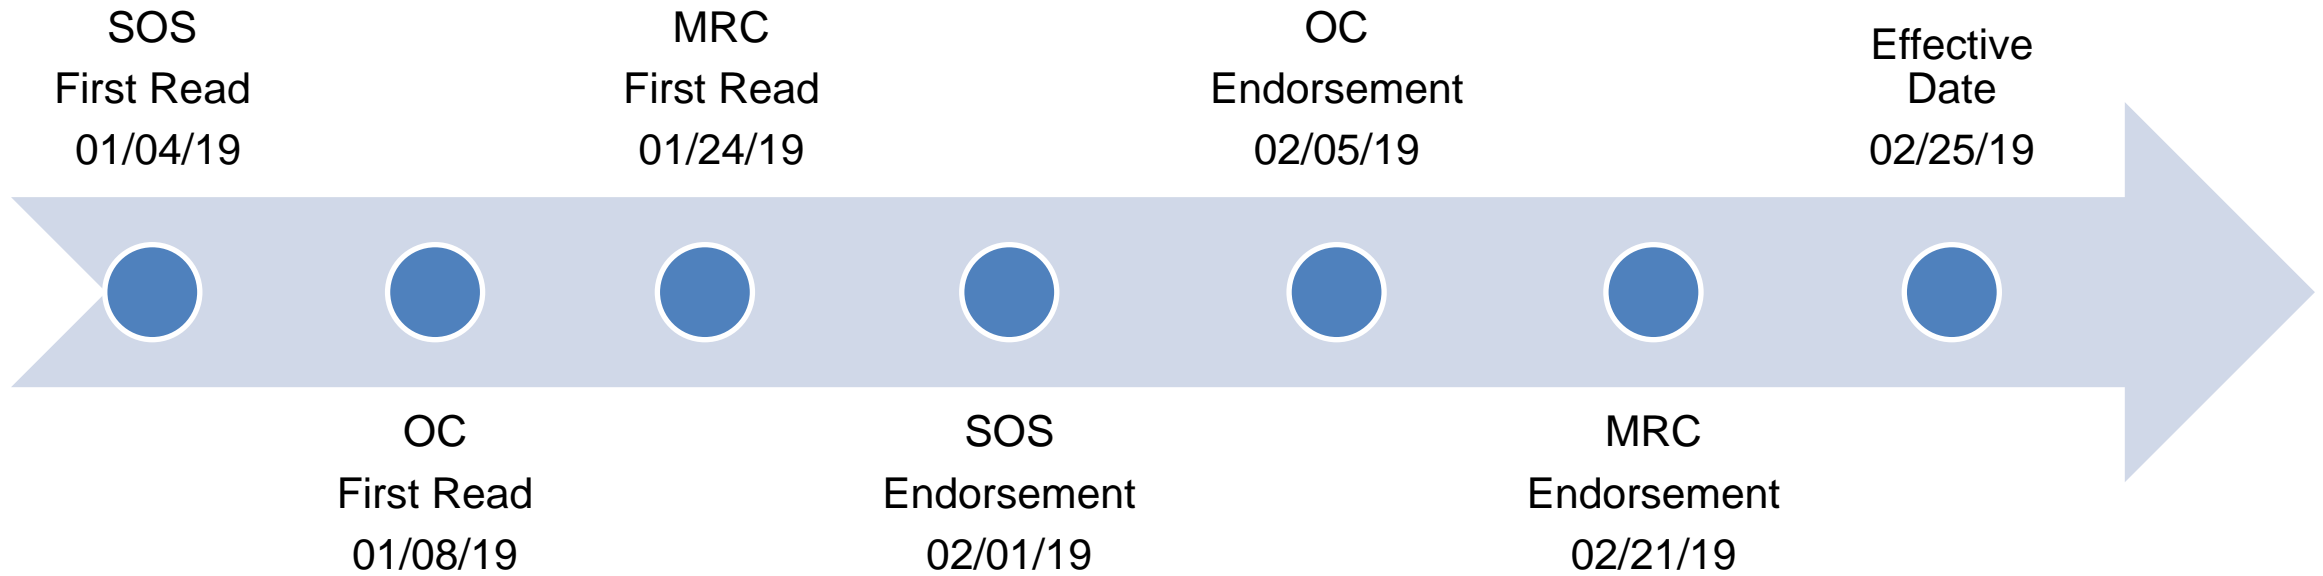 SOS
First Read
01/04/19
OC
First Read
01/08/19
MRC
First Read
01/24/19
SOS
Endorsement
02/01/19
OC
Endorsement
02/05/19
MRC
Endorsement
02/21/19
Effective
Date
02/25/19